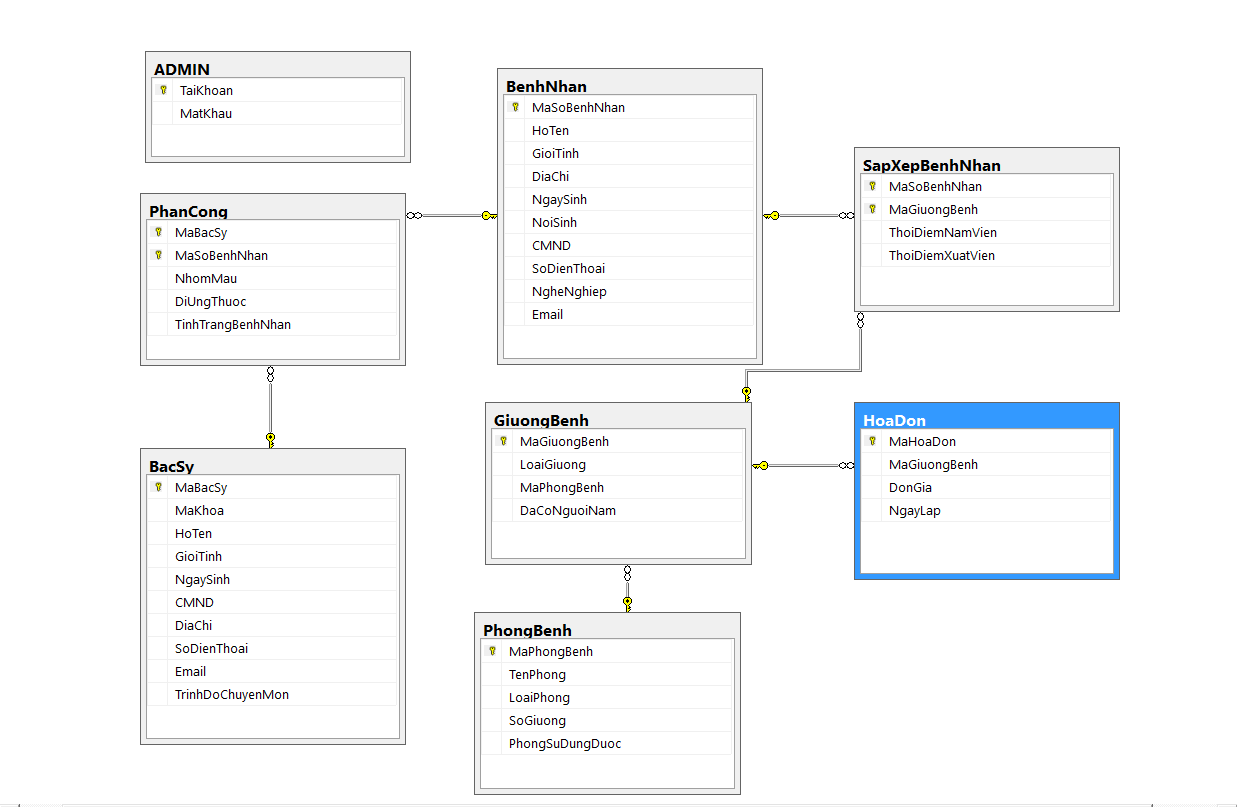 ADMIN
TaiKhoan
MatKhau
PhanCong
MaBacSy
MaSoBenhNhan
NhomMau
DiUngThuoc
TinhTrangBenhNhan
BacSy
MaBacSy
MaKhoa
HoTen
GioiTinh
NgaySinh
CMND
DiaChi
SoDienThoai
Email
TrinhDoChuyenMon
BenhNhan
MaSoBenhNhan
HoTen
GioiTinh
DiaChi
NgaySinh
NoiSinh
CMND
SoDienThoai
NgheNghiep
Email
GiuongBenh
MaGiuongBenh
LoaiGiuong
MaPhongBenh
DaCoNguoiNam
PhongBenh
MaPhongBenh
TenPhong
LoaiPhong
SoGiuong
PhongSuDungDuoc
SapXepBenhNhan
MaSoBenhNhan
MaGiuongBenh
ThoiDiemNamVien
ThoiDiemXuatVien
HoaDon
MaHoaDon
MaGiuongBenh
DonGia
NgayLap